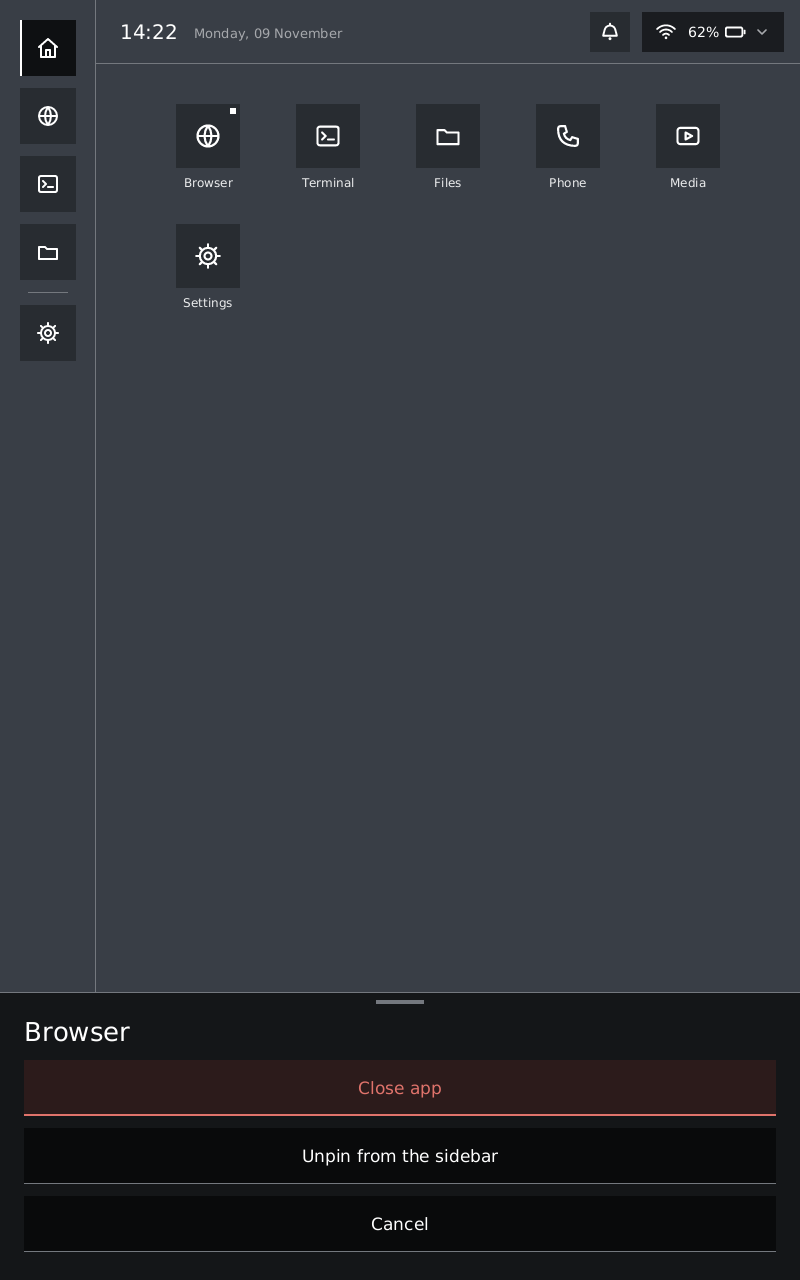 14:22 Monday, 09 November 62%
Browser Terminal Files Phone Media
Settings
Browser
Close app
Unpin from the sidebar
Cancel